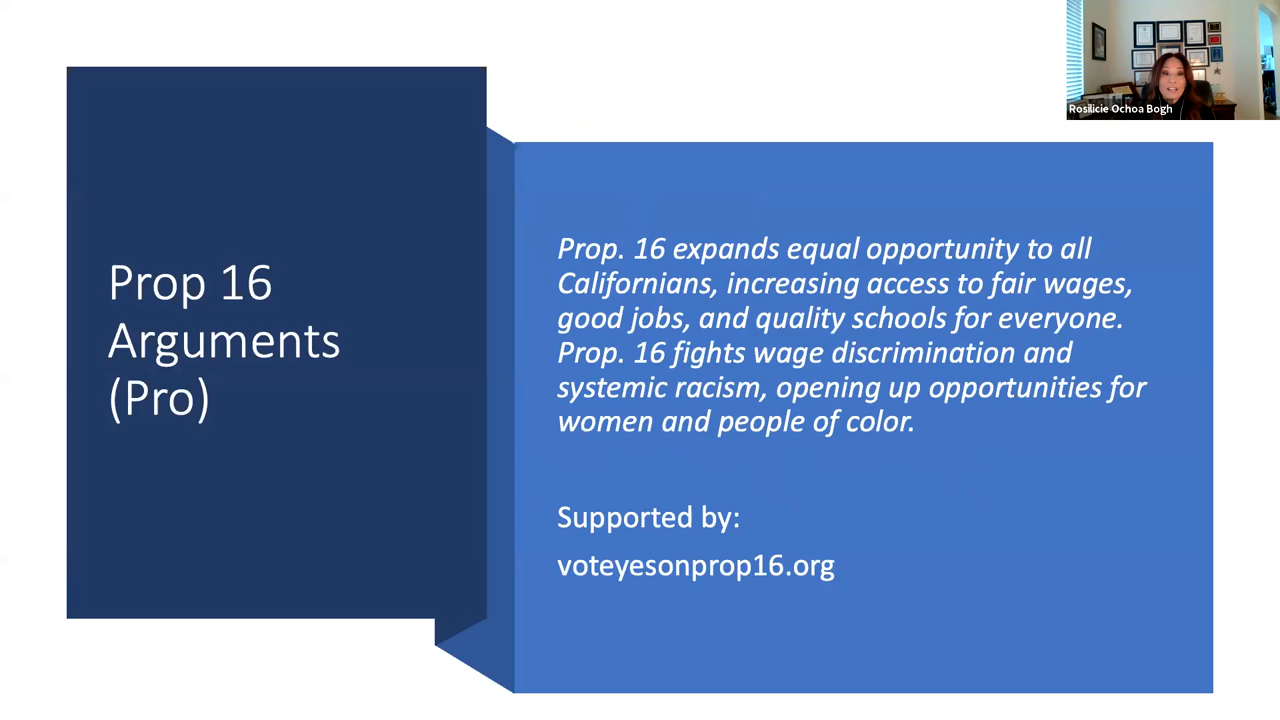 Rosilicie Ochoa Bogh
Prop 16
Arguments
(Pro)
Prop. 16 expands equal opportunity to all
Californians, increasing access to fair wages,
good jobs, and quality schools for everyone.
Prop. 16 fights wage discrimination and
systemic racism, opening up opportunities for
women and people of color.
Supported by:
voteyesonprop16.org